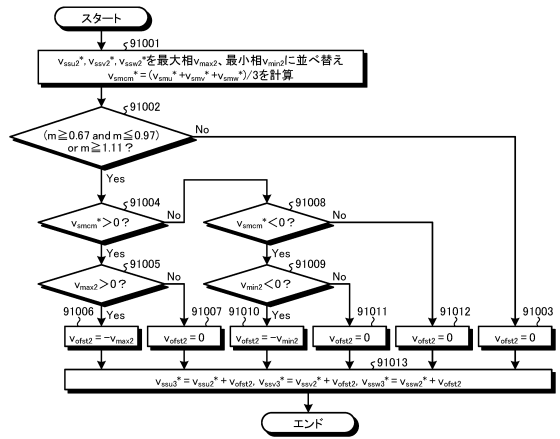 スタート
91001
vssu2*, vssv2*, vssw2*を最大相vmax2、最小相vmin2に並べ替え
vsmcm*=(vsmu*+vsmv*+vsmw*)/3を計算
91002
(m≧0.67 and m≦0.97)
or m≧1.11?
No
Yes
91004
vsmcm*>0?
No
91008
vsmcm*<0?
No
Yes
Yes
91005
vmax2>0?
No
91009
vmin2<0?
No
Yes
Yes
91006
91007
91010
91011
91012
91003
vofst2=-vmax2
vofst2=0
vofst2=-vmin2
vofst2=0
vofst2=0
vofst2=0
91013
vssu3*=vssu2*+vofst2, vssv3*=vssv2*+vofst2, vssw3*=vssw2*+vofst2
エンド